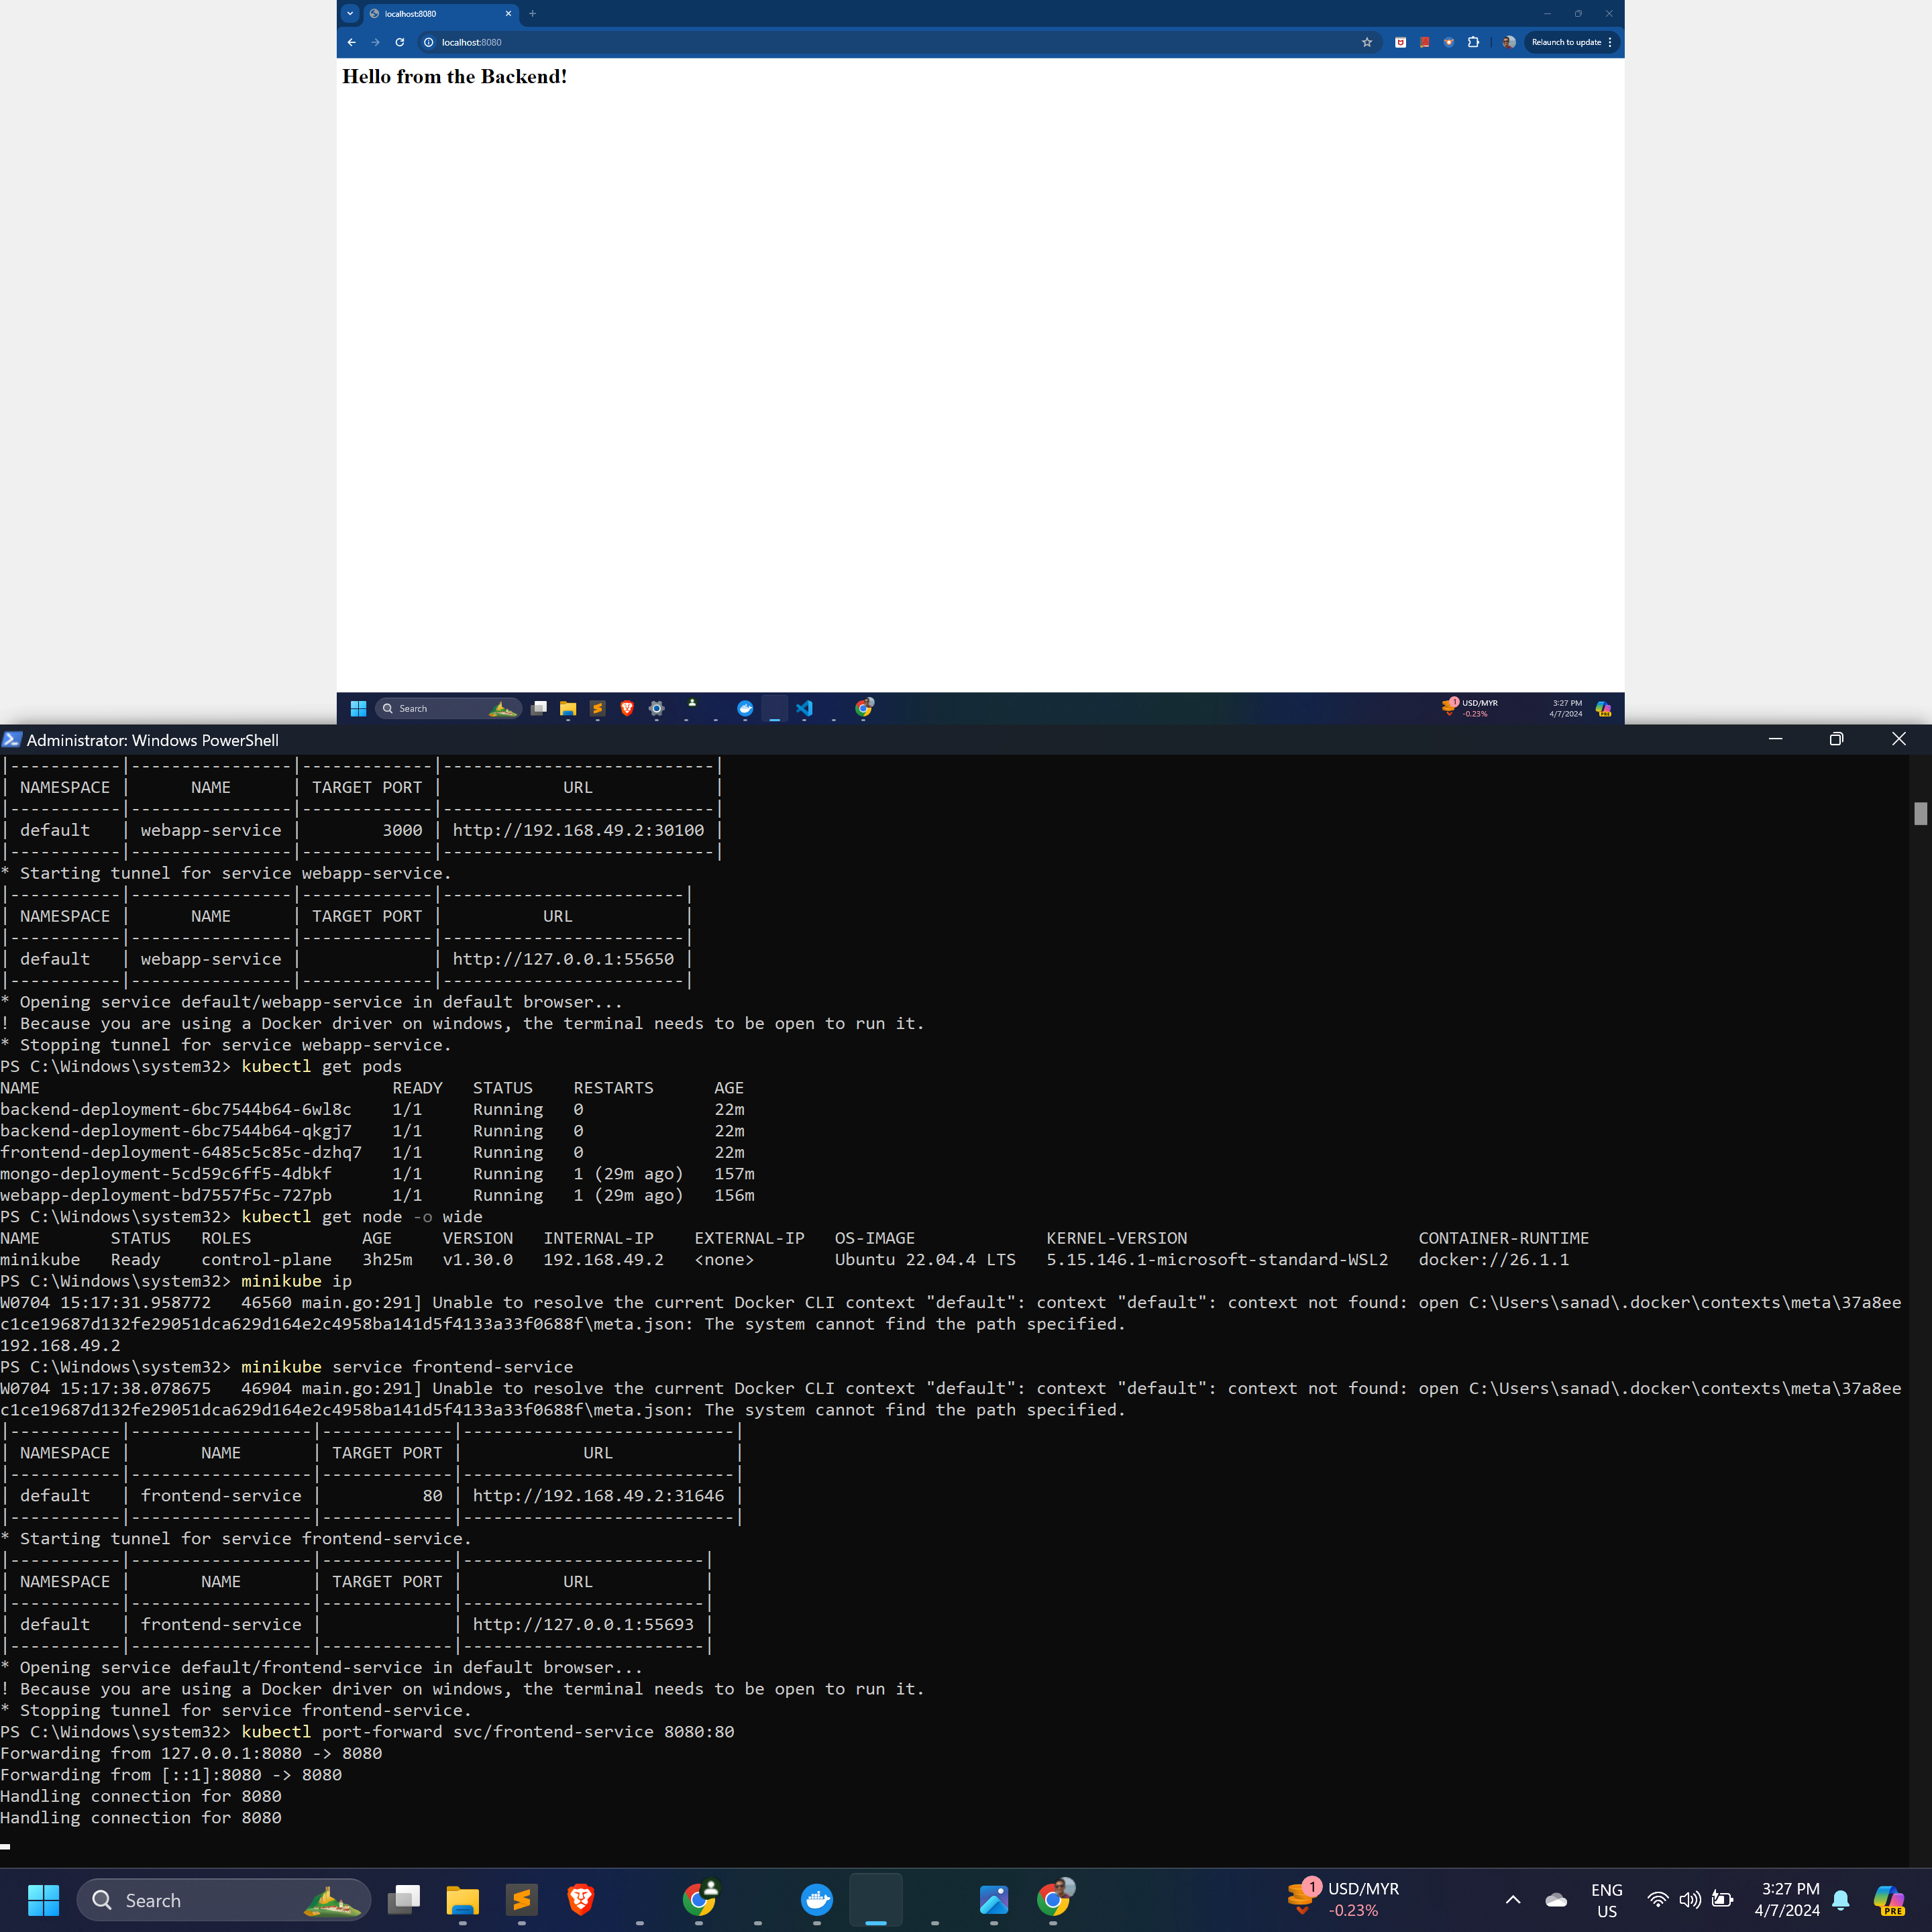 localhost:8080
localhost:8080
Relaunch to update
Hello from the Backend!
Search
1
USD/MYR
-0.23%
3:27 PM
4/7/2024
PRE
Administrator: Windows PowerShell
|-----------|----------------|-------------|---------------------------|
| NAMESPACE |      NAME      | TARGET PORT |            URL            |
|-----------|----------------|-------------|---------------------------|
| default   | webapp-service |        3000 | http://192.168.49.2:30100 |
|-----------|----------------|-------------|---------------------------|
* Starting tunnel for service webapp-service.
|-----------|----------------|-------------|------------------------|
| NAMESPACE |      NAME      | TARGET PORT |          URL           |
|-----------|----------------|-------------|------------------------|
| default   | webapp-service |             | http://127.0.0.1:55650 |
|-----------|----------------|-------------|------------------------|
* Opening service default/webapp-service in default browser...
! Because you are using a Docker driver on windows, the terminal needs to be open to run it.
* Stopping tunnel for service webapp-service.
PS C:\Windows\system32> kubectl get pods
NAME                                   READY   STATUS    RESTARTS      AGE
backend-deployment-6bc7544b64-6wl8c    1/1     Running   0             22m
backend-deployment-6bc7544b64-qkgj7    1/1     Running   0             22m
frontend-deployment-6485c5c85c-dzhq7   1/1     Running   0             22m
mongo-deployment-5cd59c6ff5-4dbkf      1/1     Running   1 (29m ago)   157m
webapp-deployment-bd7557f5c-727pb      1/1     Running   1 (29m ago)   156m
PS C:\Windows\system32> kubectl get node -o wide
NAME       STATUS   ROLES           AGE     VERSION   INTERNAL-IP    EXTERNAL-IP   OS-IMAGE             KERNEL-VERSION                         CONTAINER-RUNTIME
minikube   Ready    control-plane   3h25m   v1.30.0   192.168.49.2   <none>        Ubuntu 22.04.4 LTS   5.15.146.1-microsoft-standard-WSL2   docker://26.1.1
PS C:\Windows\system32> minikube ip
W0704 15:17:31.958772   46560 main.go:291] Unable to resolve the current Docker CLI context "default": context "default": context not found: open C:\Users\sanad\.docker\contexts\meta\37a8ee
c1ce19687d132fe29051dca629d164e2c4958ba141d5f4133a33f0688f\meta.json: The system cannot find the path specified.
192.168.49.2
PS C:\Windows\system32> minikube service frontend-service
W0704 15:17:38.078675   46904 main.go:291] Unable to resolve the current Docker CLI context "default": context "default": context not found: open C:\Users\sanad\.docker\contexts\meta\37a8ee
c1ce19687d132fe29051dca629d164e2c4958ba141d5f4133a33f0688f\meta.json: The system cannot find the path specified.
|-----------|------------------|-------------|---------------------------|
| NAMESPACE |       NAME       | TARGET PORT |            URL            |
|-----------|------------------|-------------|---------------------------|
| default   | frontend-service |          80 | http://192.168.49.2:31646 |
|-----------|------------------|-------------|---------------------------|
* Starting tunnel for service frontend-service.
|-----------|------------------|-------------|------------------------|
| NAMESPACE |       NAME       | TARGET PORT |          URL           |
|-----------|------------------|-------------|------------------------|
| default   | frontend-service |             | http://127.0.0.1:55693 |
|-----------|------------------|-------------|------------------------|
* Opening service default/frontend-service in default browser...
! Because you are using a Docker driver on windows, the terminal needs to be open to run it.
* Stopping tunnel for service frontend-service.
PS C:\Windows\system32> kubectl port-forward svc/frontend-service 8080:80
Forwarding from 127.0.0.1:8080 -> 8080
Forwarding from [::1]:8080 -> 8080
Handling connection for 8080
Handling connection for 8080
Search
1
USD/MYR
-0.23%
ENG
US
3:27 PM
4/7/2024
PRE